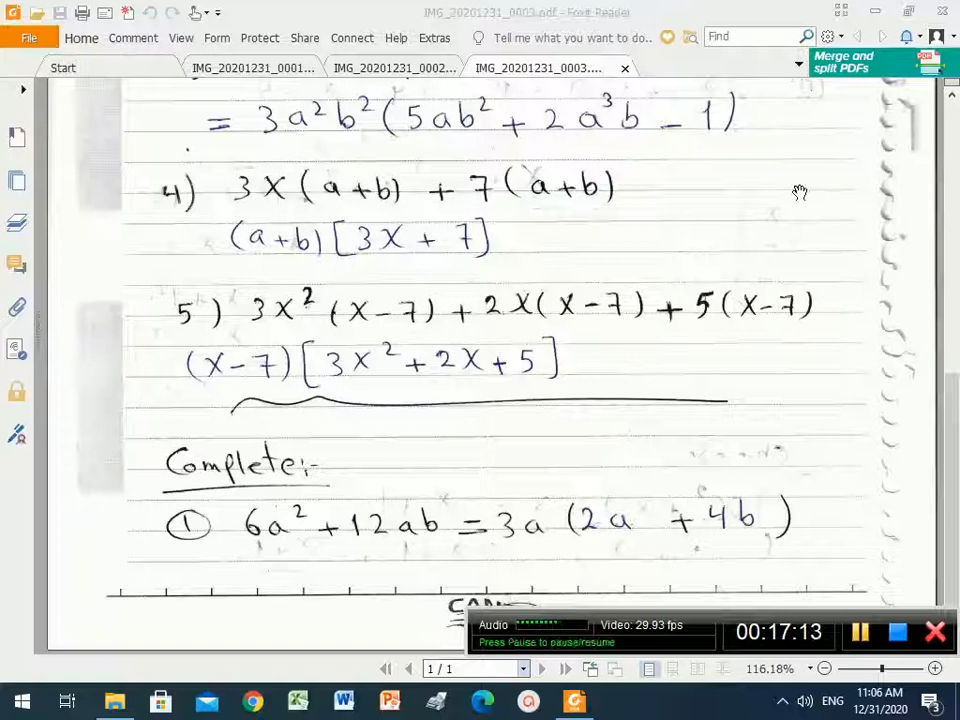 IMG_20201231_0003.pdf - Foxit Reader
File Home Comment View Form Protect Share Connect Help Extras Tell me what you want to do... Find
Start IMG_20201231_0001.... IMG_20201231_0002.... IMG_20201231_0003.... Merge and split PDFs
= 3a²b² (5ab² + 2a³b - 1)
4) 3x (a+b) + 7 (a+b)
(a+b) [3x + 7]
5) 3x² (x-7) + 2x (x-7) + 5 (x-7)
(x-7) [3x² + 2x + 5]
Complete:-
① 6a² + 12ab = 3a (2a + 4b)
Audio Video: 29.93 fps
Press Pause to pause/resume
00:17:13
1 / 1 116.18%
ENG 11:06 AM
12/31/2020
3